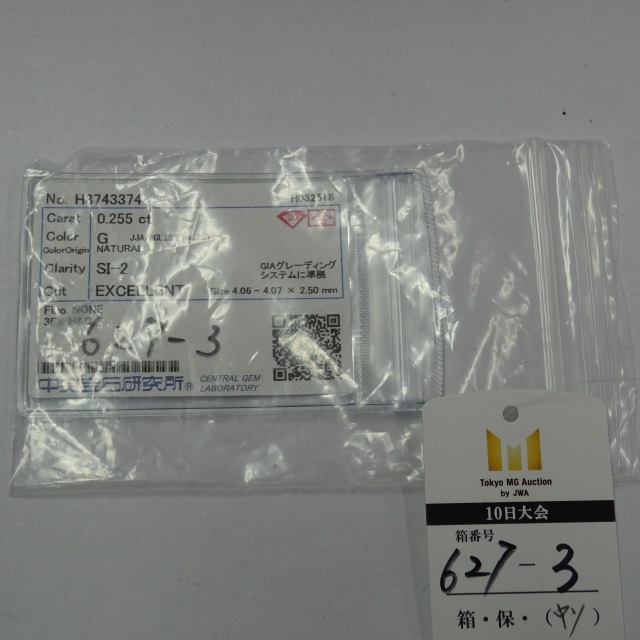 No. H3743374
H032518
Carat 0.255 ct
Color G
ColorOrigin NATURAL
Clarity SI-2
GIAグレーディング
システムに準拠
Cut EXCELLENT
Size 4.06 - 4.07 × 2.50 mm
Fluo. NONE
627-3
中央宝石研究所®
CENTRAL GEM
LABORATORY
Tokyo MG Auction
by JWA
10日大会
箱番号
627-3
箱・保・(中ソ)